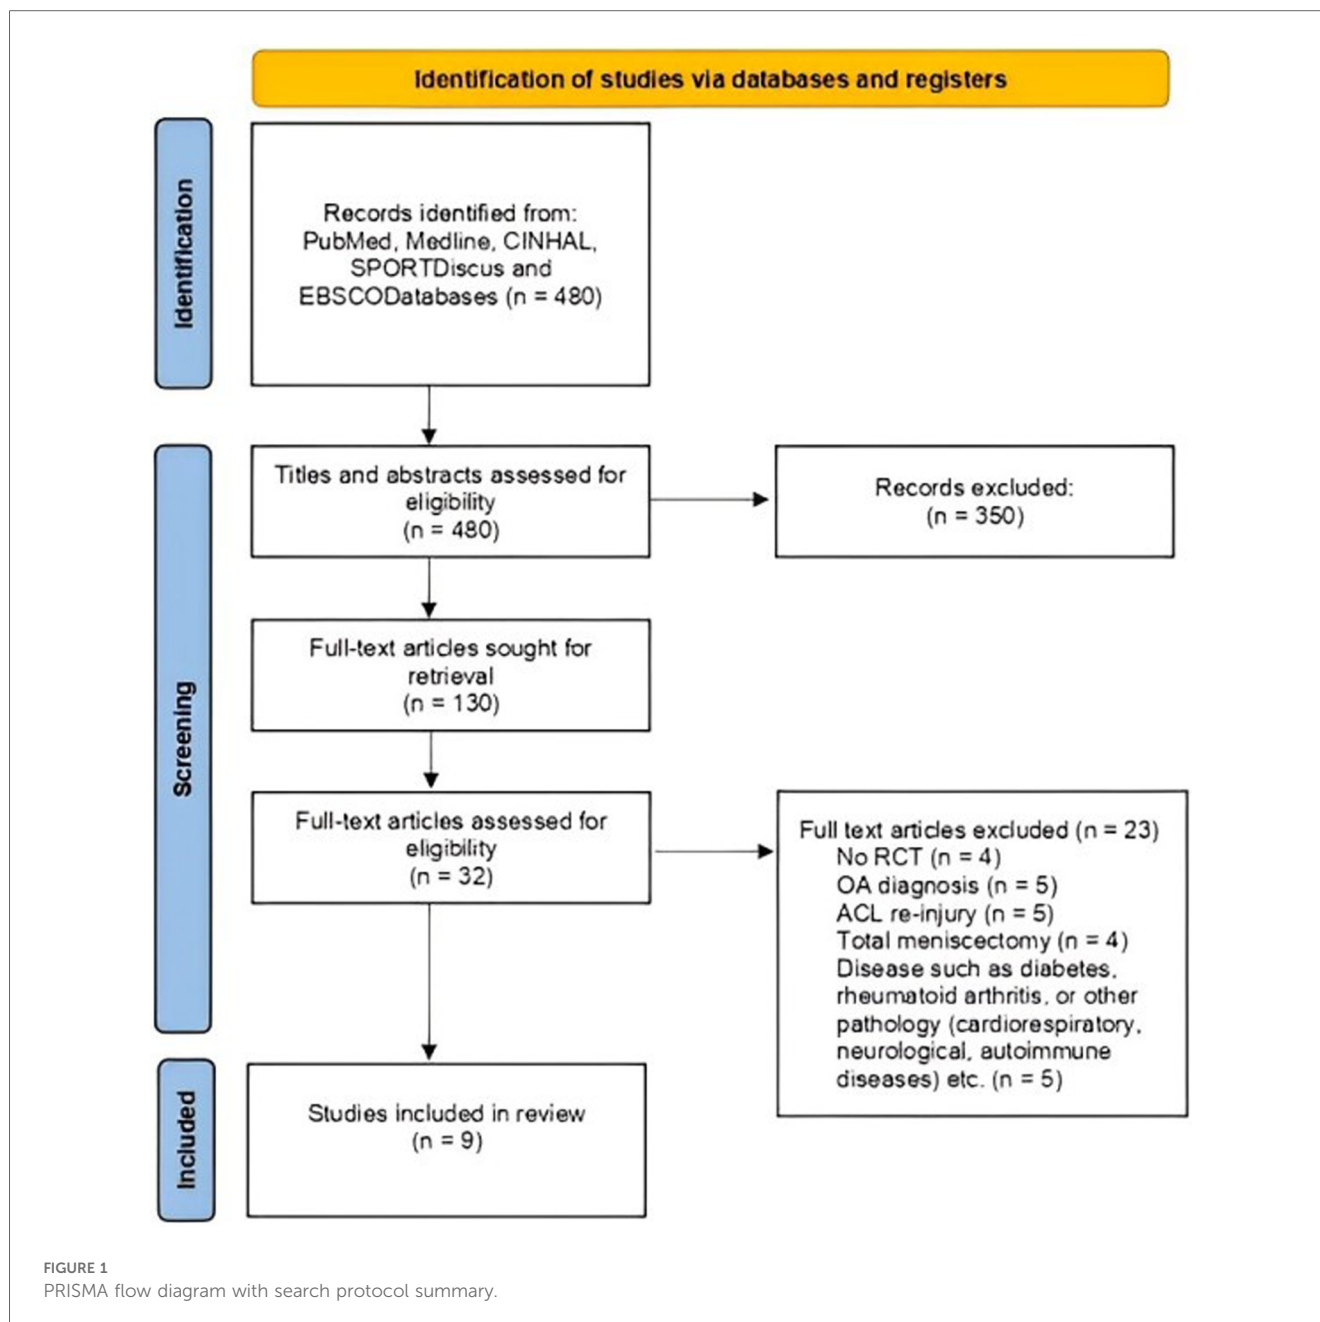 Identification of studies via databases and registers
Identification
Records identified from:
PubMed, Medline, CINHAL,
SPORTDiscus and
EBSCODatabases (n = 480)
Screening
Titles and abstracts assessed for
eligibility
(n = 480)
Records excluded:
(n = 350)
Full-text articles sought for
retrieval
(n = 130)
Full-text articles assessed for
eligibility
(n = 32)
Full text articles excluded (n = 23)
No RCT (n = 4)
OA diagnosis (n = 5)
ACL re-injury (n = 5)
Total meniscectomy (n = 4)
Disease such as diabetes,
rheumatoid arthritis, or other
pathology (cardiorespiratory,
neurological, autoimmune
diseases) etc. (n = 5)
Included
Studies included in review
(n = 9)
FIGURE 1
PRISMA flow diagram with search protocol summary.